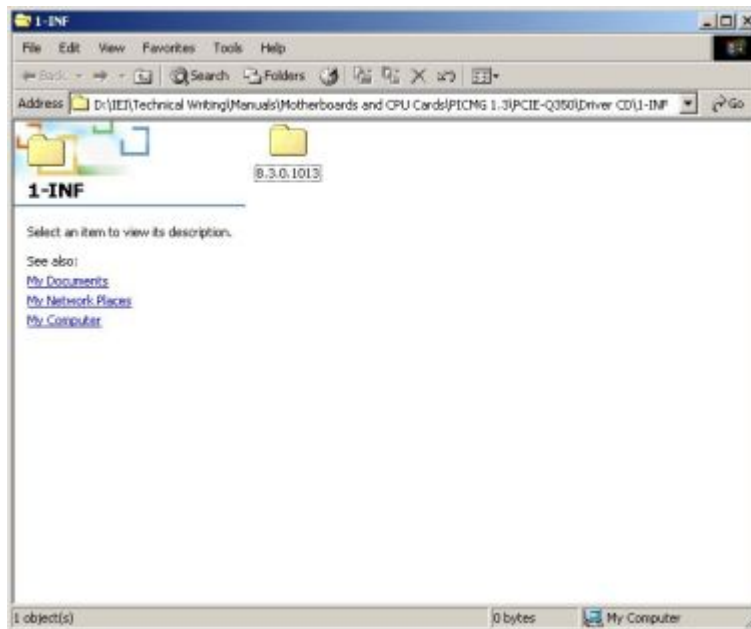 1-INF
File Edit View Favorites Tools Help
Back Search Folders
Address D:\IEI\Technical Writing\Manuals\Motherboards and CPU Cards\PICMG 1.3\PCIE-Q350\Driver CD\1-INF Go
8.3.0.1013
1-INF
Select an item to view its description.
See also:
My Documents
My Network Places
My Computer
1 object(s) 0 bytes My Computer